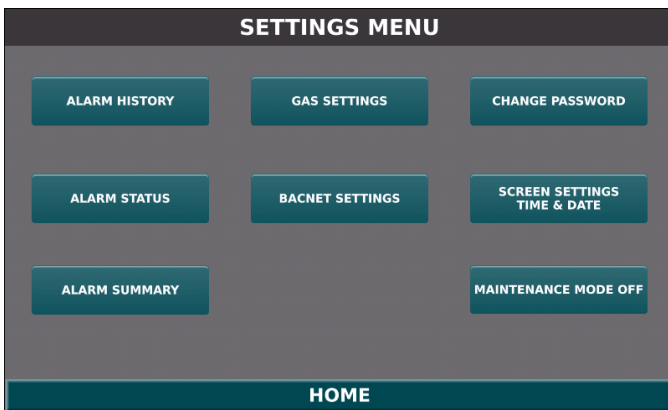 SETTINGS MENU
ALARM HISTORY
GAS SETTINGS
CHANGE PASSWORD
ALARM STATUS
BACNET SETTINGS
SCREEN SETTINGS
TIME & DATE
ALARM SUMMARY
MAINTENANCE MODE OFF
HOME